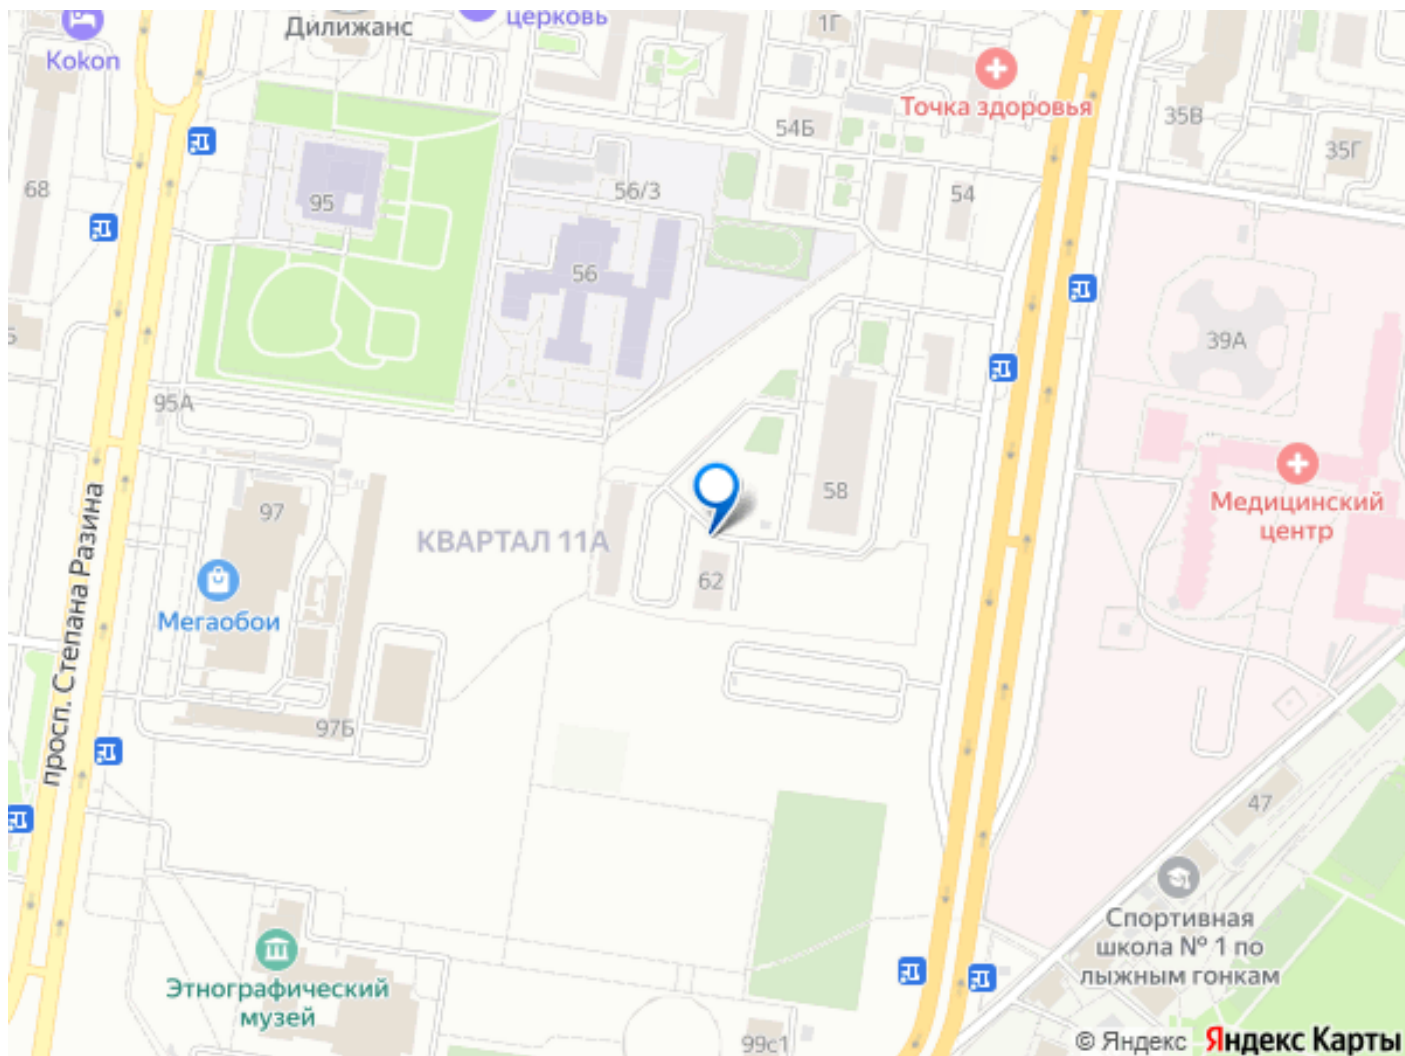 церковь
1Г
Дилижанс
Kokon
Точка здоровья
35В
54Б
35Г
68
56/3
54
95
56
39А
95А
58
Медицинский
центр
97
КВАРТАЛ 11А
62
Мегаобои
просп. Степана Разина
97Б
47
Спортивная
школа № 1 по
лыжным гонкам
Этнографический
музей
99с1
© Яндекс Яндекс Карты